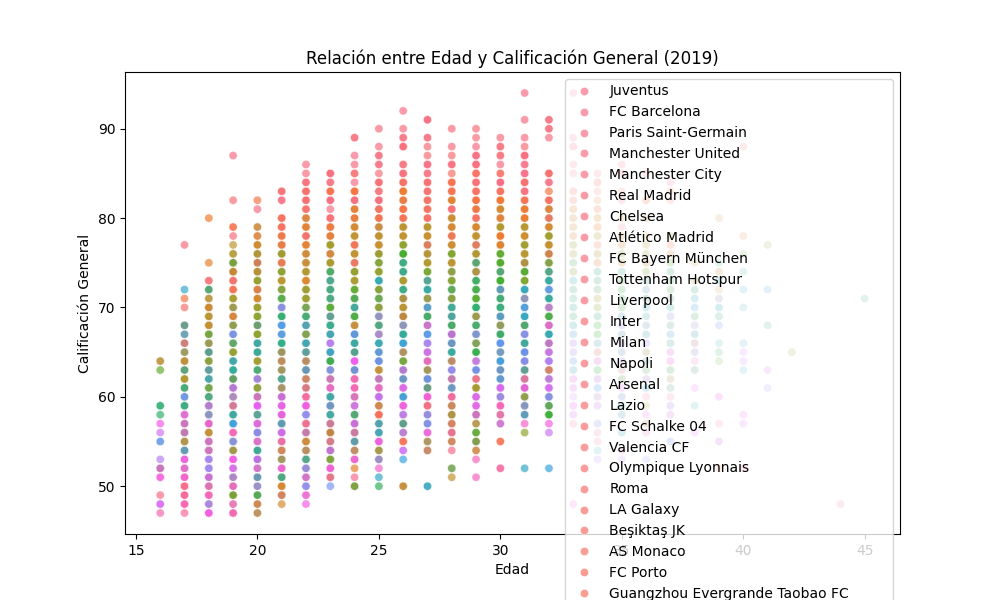 Relación entre Edad y Calificación General (2019)
Calificación General
90
80
70
60
50
15
20
25
30
35
40
45
Edad
Juventus
FC Barcelona
Paris Saint-Germain
Manchester United
Manchester City
Real Madrid
Chelsea
Atlético Madrid
FC Bayern München
Tottenham Hotspur
Liverpool
Inter
Milan
Napoli
Arsenal
Lazio
FC Schalke 04
Valencia CF
Olympique Lyonnais
Roma
LA Galaxy
Beşiktaş JK
AS Monaco
FC Porto
Guangzhou Evergrande Taobao FC